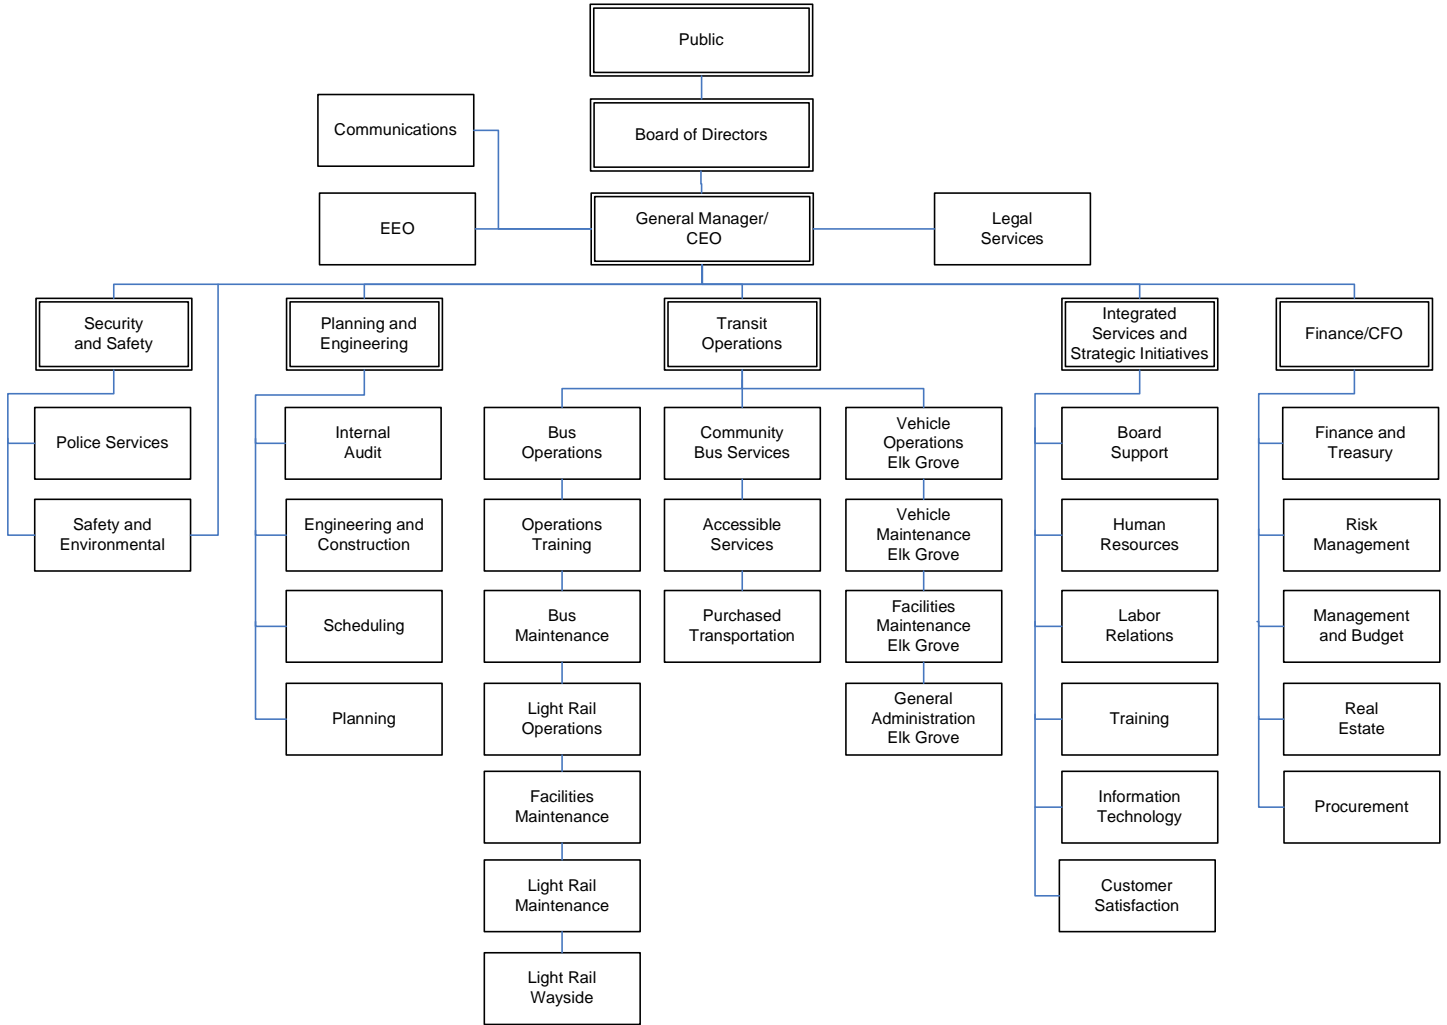 Public
Communications
Board of Directors
EEO
General Manager/
CEO
Legal
Services
Security
and Safety
Planning and
Engineering
Transit
Operations
Integrated
Services and
Strategic Initiatives
Finance/CFO
Police Services
Safety and
Environmental
Internal
Audit
Engineering and
Construction
Scheduling
Planning
Bus
Operations
Operations
Training
Bus
Maintenance
Light Rail
Operations
Facilities
Maintenance
Light Rail
Maintenance
Light Rail
Wayside
Community
Bus Services
Accessible
Services
Purchased
Transportation
Vehicle
Operations
Elk Grove
Vehicle
Maintenance
Elk Grove
Facilities
Maintenance
Elk Grove
General
Administration
Elk Grove
Board
Support
Human
Resources
Labor
Relations
Training
Information
Technology
Customer
Satisfaction
Finance and
Treasury
Risk
Management
Management
and Budget
Real
Estate
Procurement